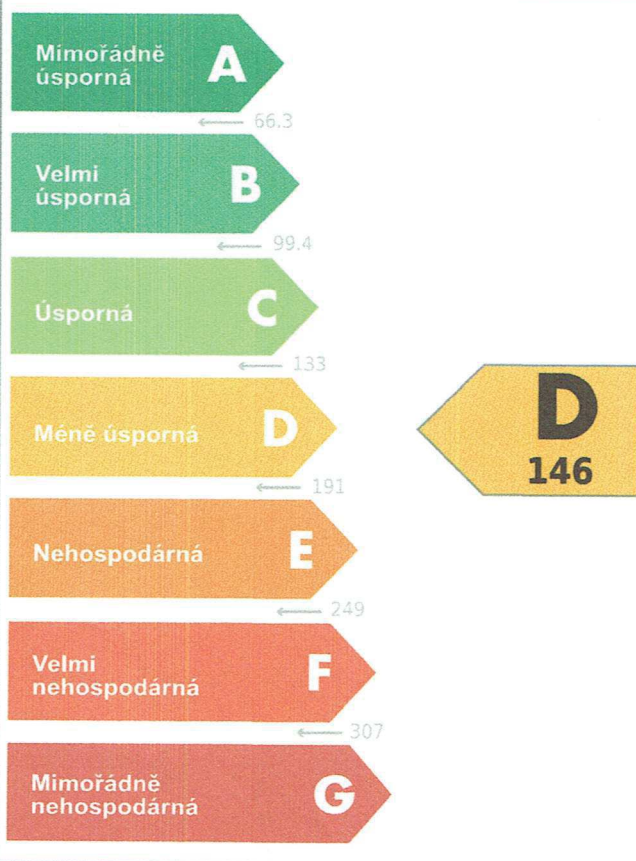 Mimořádně
úsporná
A
66.3
Velmi
úsporná
B
99.4
Úsporná
C
133
Méně úsporná
D
191
D
146
Nehospodárná
E
249
Velmi
nehospodárná
F
307
Mimořádně
nehospodárná
G